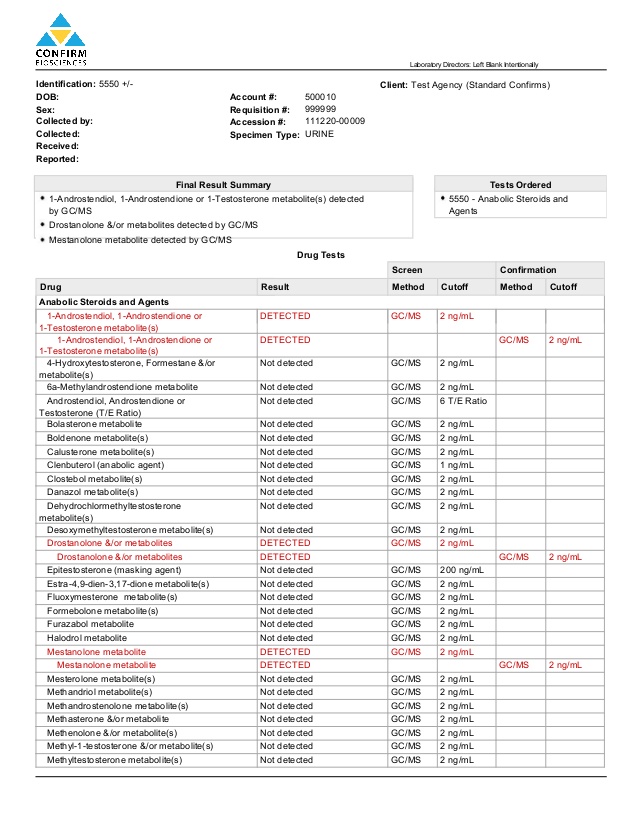 CONFIRM
BIOSCIENCES
Laboratory Directors: Left Blank Intentionally
Identification: 5550 +/-
Client: Test Agency (Standard Confirms)
DOB:
Account #: 500010
Sex:
Requisition #: 999999
Collected by:
Accession #: 111220-00009
Collected:
Specimen Type: URINE
Received:
Reported:
Final Result Summary
• 1-Androstendiol, 1-Androstendione or 1-Testosterone metabolite(s) detected
by GC/MS
• Drostanolone &/or metabolites detected by GC/MS
• Mestanolone metabolite detected by GC/MS
Tests Ordered
• 5550 - Anabolic Steroids and
Agents
Drug Tests
Screen Confirmation
Drug Result Method Cutoff Method Cutoff
Anabolic Steroids and Agents
1-Androstendiol, 1-Androstendione or DETECTED GC/MS 2 ng/mL
1-Testosterone metabolite(s)
1-Androstendiol, 1-Androstendione or DETECTED GC/MS 2 ng/mL
1-Testosterone metabolite(s)
4-Hydroxytestosterone, Formestane &/or Not detected GC/MS 2 ng/mL
metabolite(s)
6a-Methylandrostendione metabolite Not detected GC/MS 2 ng/mL
Androstendiol, Androstendione or Not detected GC/MS 6 T/E Ratio
Testosterone (T/E Ratio)
Bolasterone metabolite Not detected GC/MS 2 ng/mL
Boldenone metabolite(s) Not detected GC/MS 2 ng/mL
Calusterone metabolite(s) Not detected GC/MS 2 ng/mL
Clenbuterol (anabolic agent) Not detected GC/MS 1 ng/mL
Clostebol metabolite(s) Not detected GC/MS 2 ng/mL
Danazol metabolite(s) Not detected GC/MS 2 ng/mL
Dehydrochlormethyltestosterone Not detected GC/MS 2 ng/mL
metabolite(s)
Desoxymethyltestosterone metabolite(s) Not detected GC/MS 2 ng/mL
Drostanolone &/or metabolites DETECTED GC/MS 2 ng/mL
Drostanolone &/or metabolites DETECTED GC/MS 2 ng/mL
Epitestosterone (masking agent) Not detected GC/MS 200 ng/mL
Estra-4,9-dien-3,17-dione metabolite(s) Not detected GC/MS 2 ng/mL
Fluoxymesterone metabolite(s) Not detected GC/MS 2 ng/mL
Formebolone metabolite(s) Not detected GC/MS 2 ng/mL
Furazabol metabolite Not detected GC/MS 2 ng/mL
Halodrol metabolite Not detected GC/MS 2 ng/mL
Mestanolone metabolite DETECTED GC/MS 2 ng/mL
Mestanolone metabolite DETECTED GC/MS 2 ng/mL
Mesterolone metabolite(s) Not detected GC/MS 2 ng/mL
Methandriol metabolite(s) Not detected GC/MS 2 ng/mL
Methandrostenolone metabolite(s) Not detected GC/MS 2 ng/mL
Methasterone &/or metabolite Not detected GC/MS 2 ng/mL
Methenolone &/or metabolite(s) Not detected GC/MS 2 ng/mL
Methyl-1-testosterone &/or metabolite(s) Not detected GC/MS 2 ng/mL
Methyltestosterone metabolite(s) Not detected GC/MS 2 ng/mL